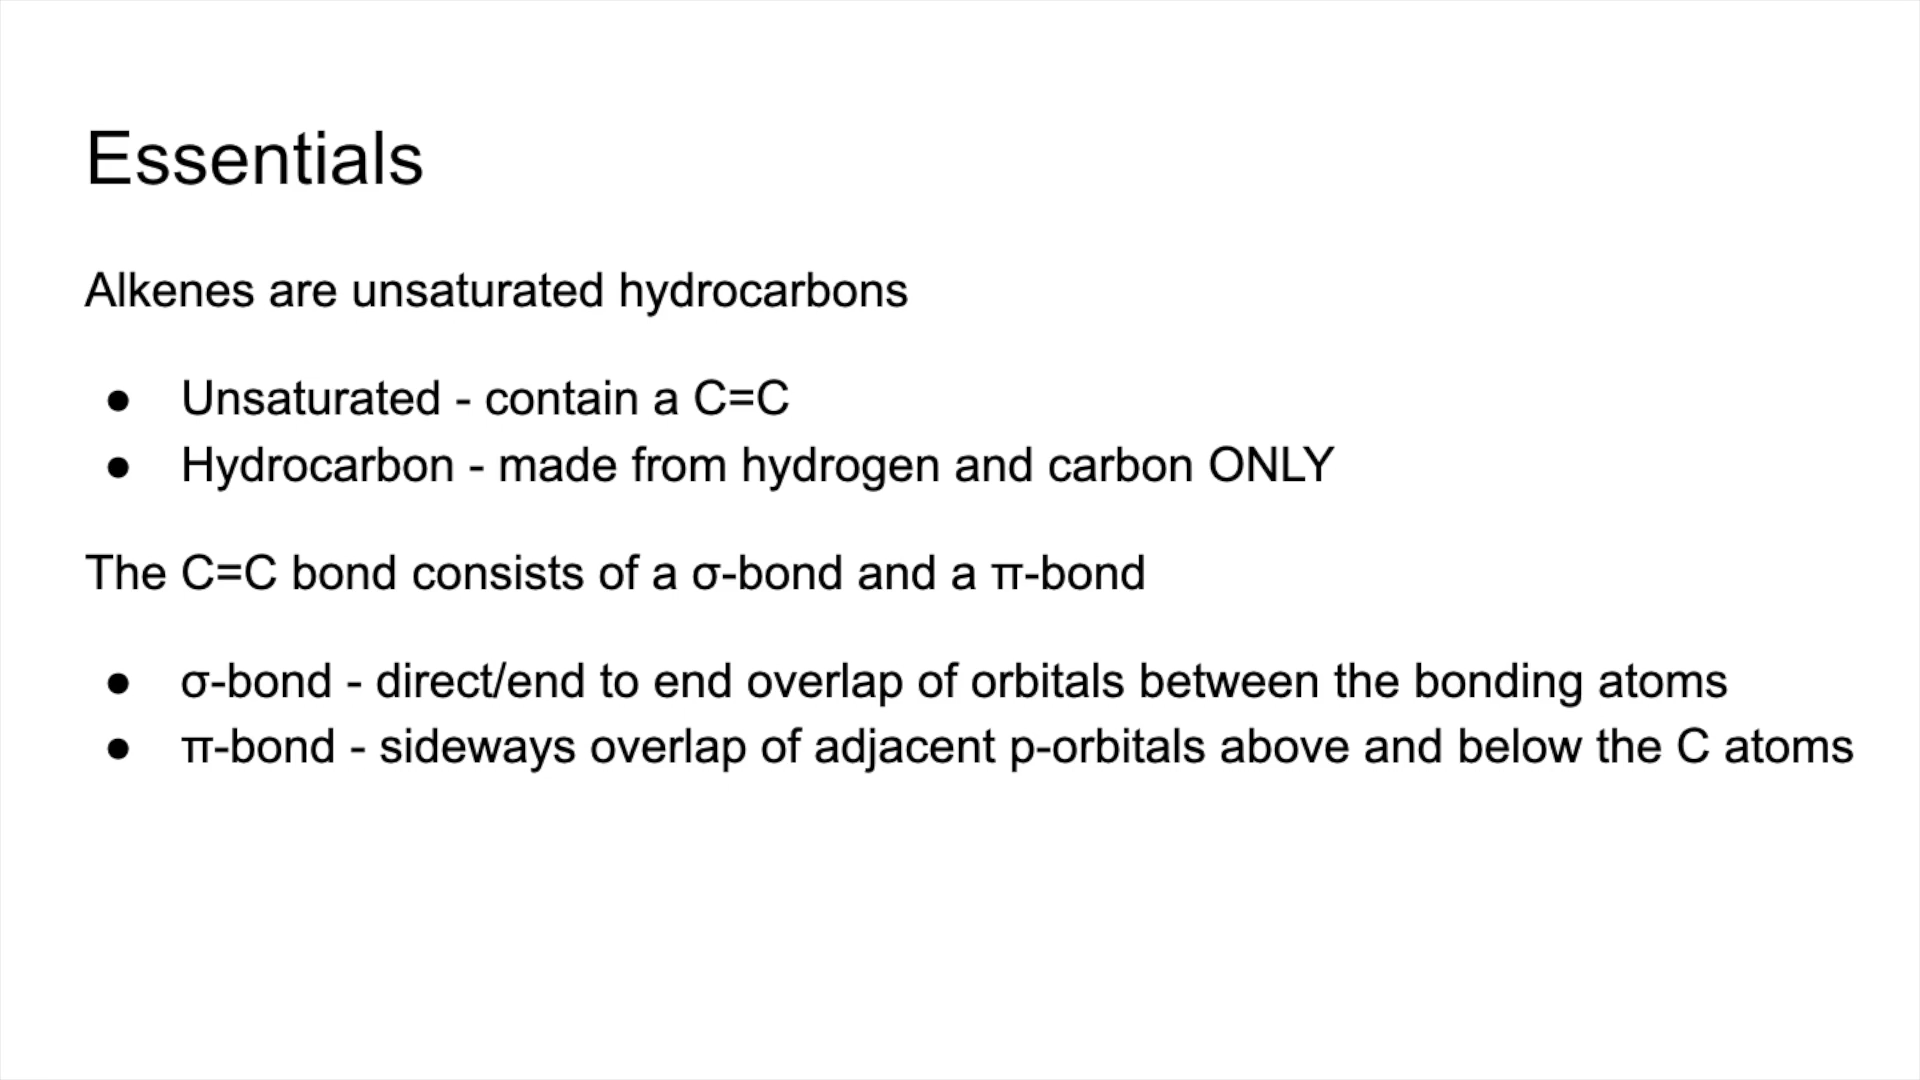 Essentials
Alkenes are unsaturated hydrocarbons
● Unsaturated - contain a C=C
● Hydrocarbon - made from hydrogen and carbon ONLY
The C=C bond consists of a σ-bond and a π-bond
● σ-bond - direct/end to end overlap of orbitals between the bonding atoms
● π-bond - sideways overlap of adjacent p-orbitals above and below the C atoms